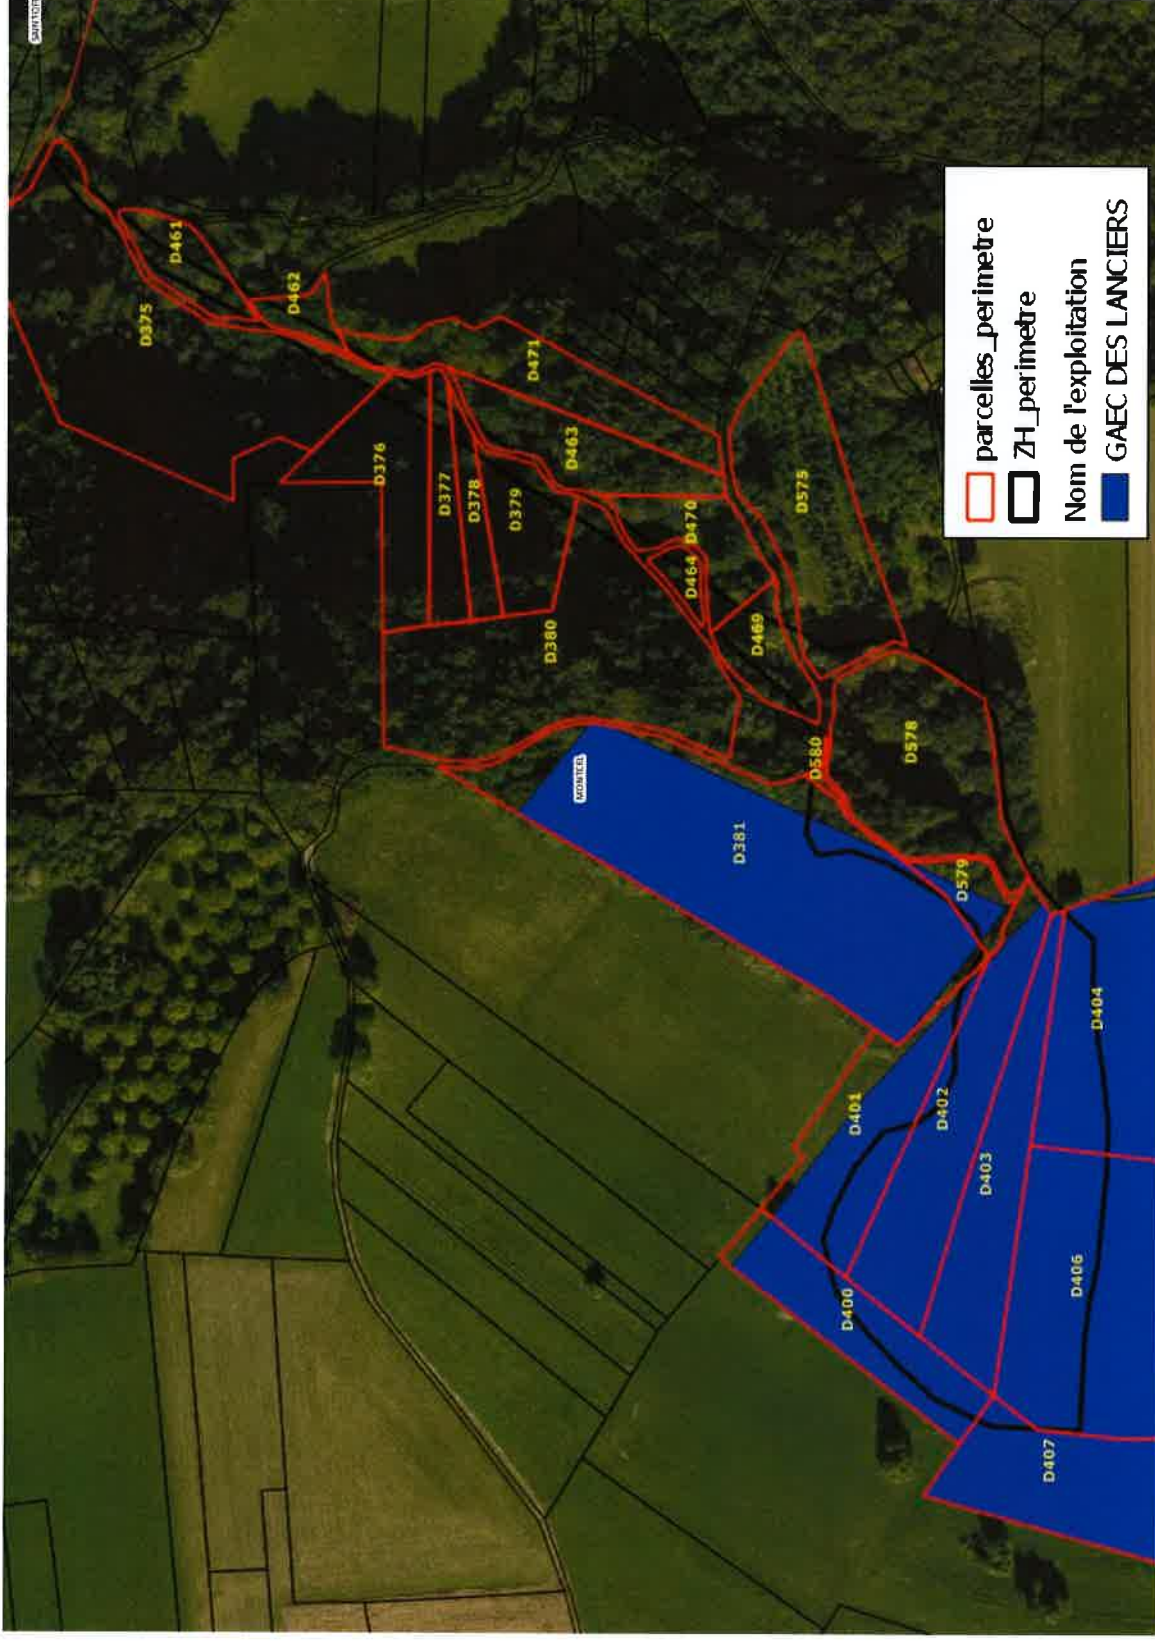 D375
D461
D462
D376
D377
D378
D379
D471
D463
D380
D464
D470
D469
D575
MONTCEL
D381
D580
D578
D579
D401
D402
D403
D404
D400
D406
D407
parcelles_perimetre
ZH_perimetre
Nom de l'exploitation
GAEC DES LANCIERS